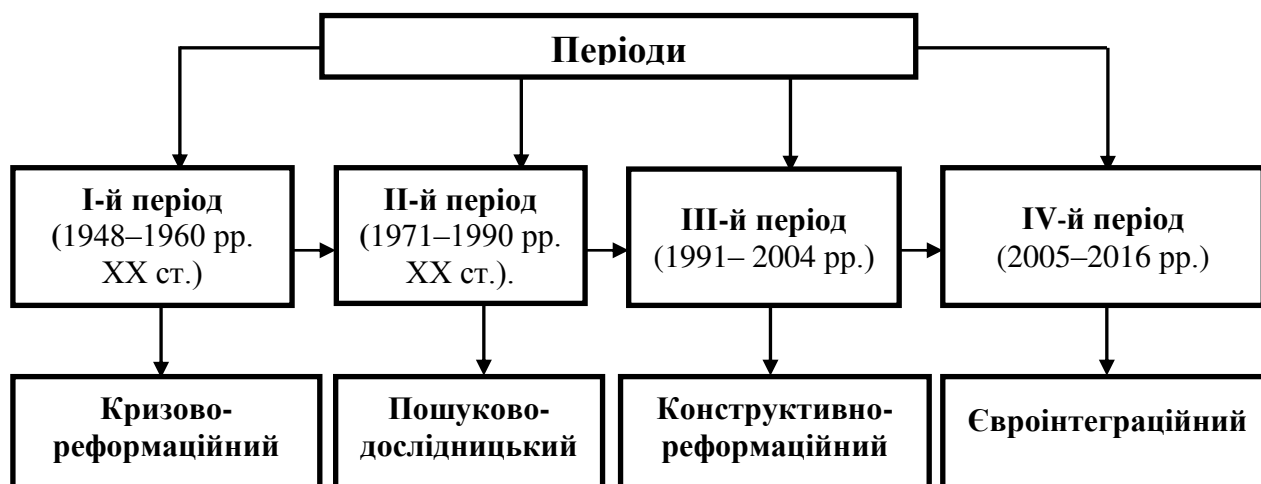 Періоди
І-й період
(1948–1960 рр.
ХХ ст.)
ІІ-й період
(1971–1990 рр.
ХХ ст.).
ІІІ-й період
(1991– 2004 рр.)
IV-й період
(2005–2016 рр.)
Кризово-
реформаційний
Пошуково-
дослідницький
Конструктивно-
реформаційний
Євроінтеграційний